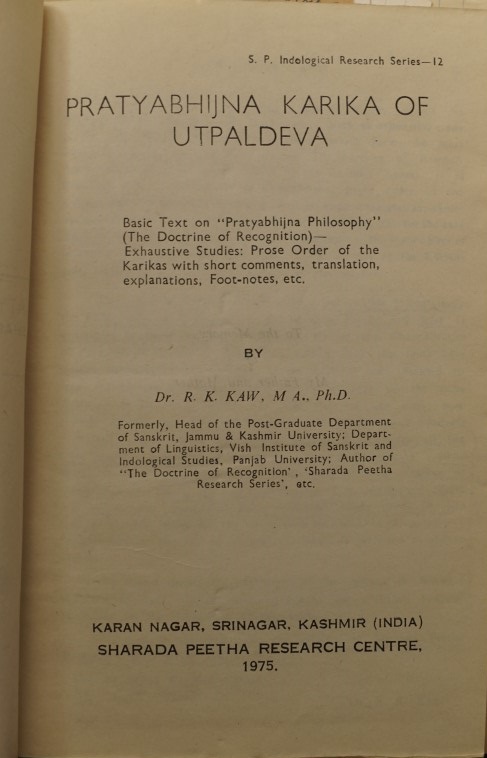 S. P. Indological Research Series—12
PRATYABHIJNA KARIKA OF
UTPALDEVA
Basic Text on "Pratyabhijna Philosophy"
(The Doctrine of Recognition)—
Exhaustive Studies: Prose Order of the
Karikas with short comments, translation,
explanations, Foot-notes, etc.
BY
Dr. R. K. KAW, M A., Ph.D.
Formerly, Head of the Post-Graduate Department
of Sanskrit, Jammu & Kashmir University; Depart-
ment of Linguistics, Vish Institute of Sanskrit and
Indological Studies, Panjab University; Author of
"The Doctrine of Recognition', 'Sharada Peetha
Research Series', etc.
KARAN NAGAR, SRINAGAR, KASHMIR (INDIA)
SHARADA PEETHA RESEARCH CENTRE,
1975.